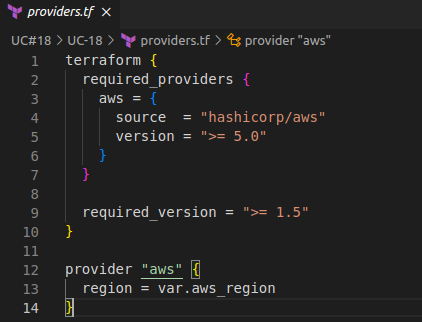 providers.tf ×
UC#18 > UC-18 > providers.tf > provider "aws"
1 terraform {
2   required_providers {
3     aws = {
4       source  = "hashicorp/aws"
5       version = ">= 5.0"
6     }
7   }
8
9   required_version = ">= 1.5"
10 }
11
12 provider "aws" {
13   region = var.aws_region
14 }